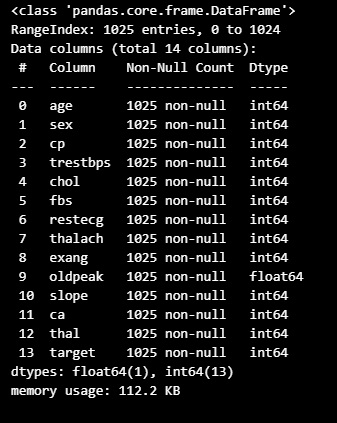 <class 'pandas.core.frame.DataFrame'>
RangeIndex: 1025 entries, 0 to 1024
Data columns (total 14 columns):
 #   Column    Non-Null Count  Dtype
---  ------    --------------  -----
 0   age       1025 non-null   int64
 1   sex       1025 non-null   int64
 2   cp        1025 non-null   int64
 3   trestbps  1025 non-null   int64
 4   chol      1025 non-null   int64
 5   fbs       1025 non-null   int64
 6   restecg   1025 non-null   int64
 7   thalach   1025 non-null   int64
 8   exang     1025 non-null   int64
 9   oldpeak   1025 non-null   float64
 10  slope     1025 non-null   int64
 11  ca        1025 non-null   int64
 12  thal      1025 non-null   int64
 13  target    1025 non-null   int64
dtypes: float64(1), int64(13)
memory usage: 112.2 KB